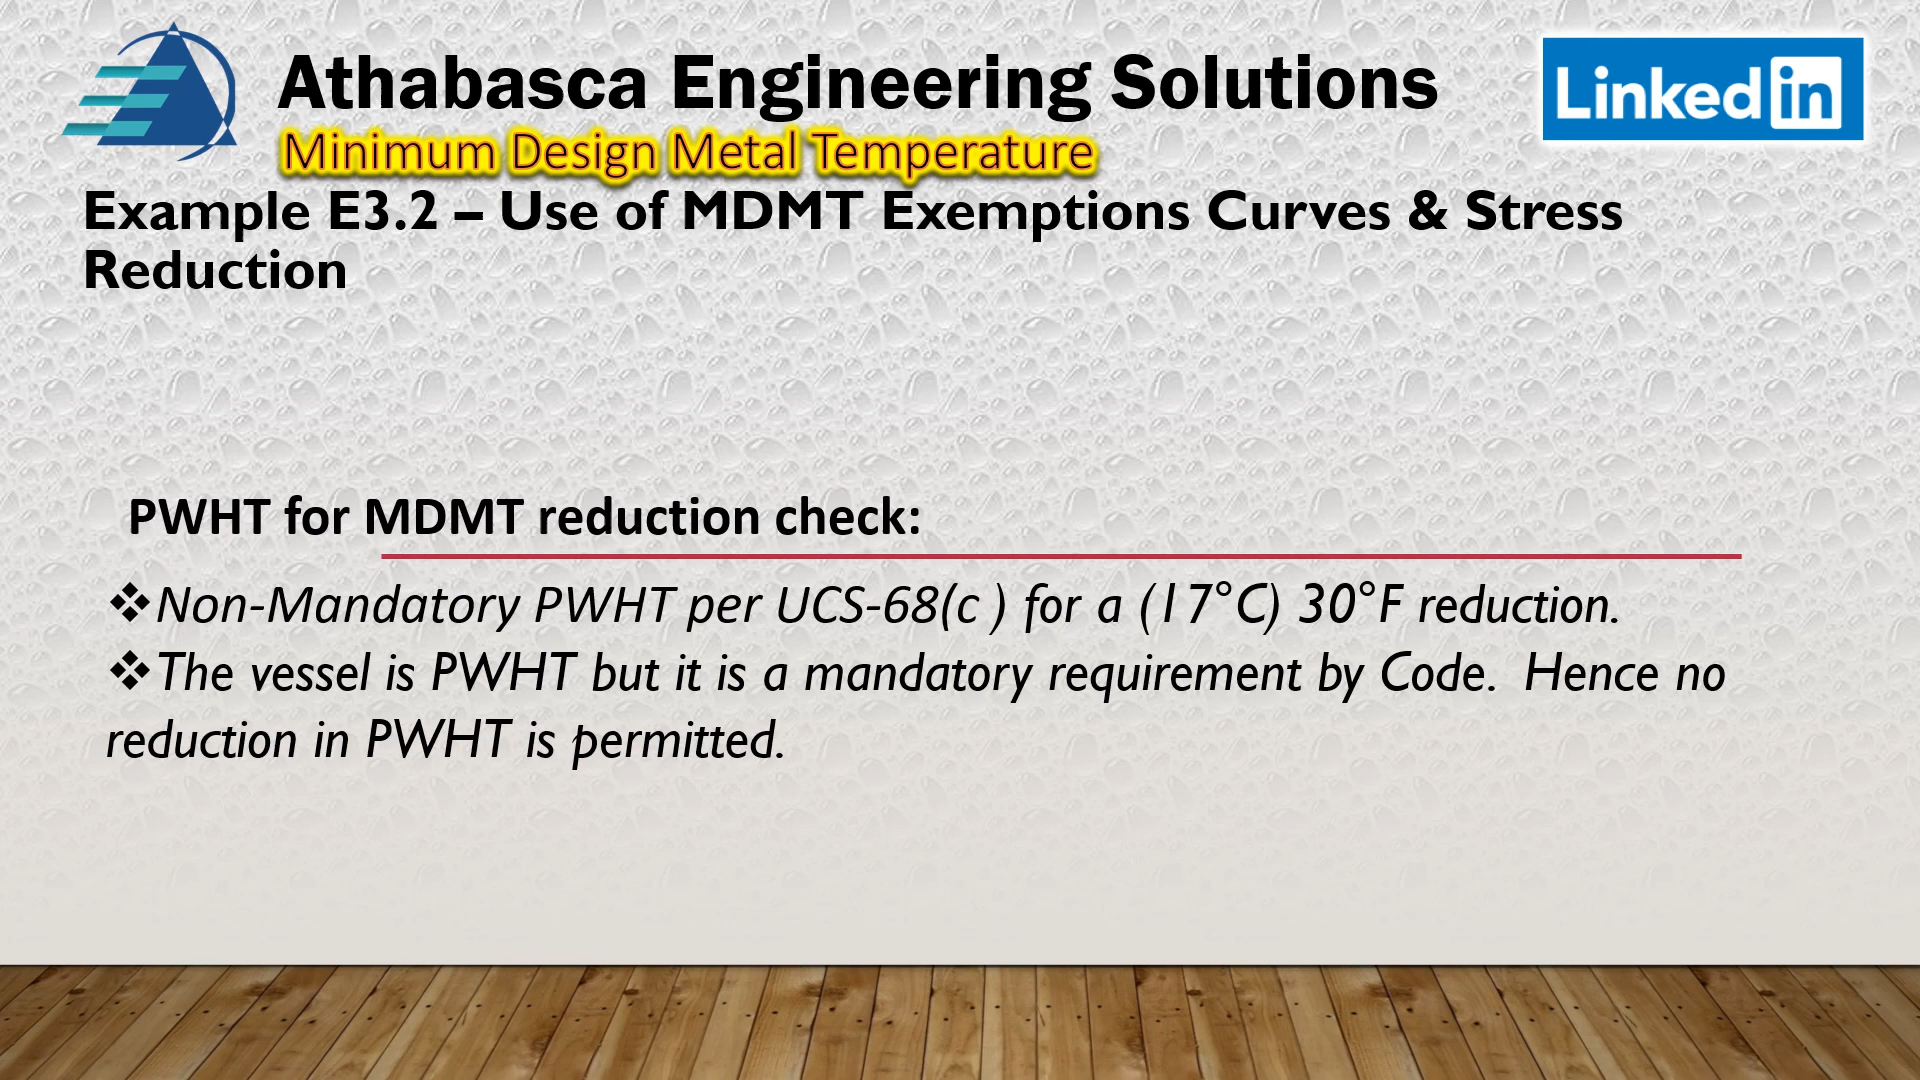 Athabasca Engineering Solutions
LinkedIn
Minimum Design Metal Temperature
Example E3.2 – Use of MDMT Exemptions Curves & Stress
Reduction
PWHT for MDMT reduction check:
❖Non-Mandatory PWHT per UCS-68(c ) for a (17°C) 30°F reduction.
❖The vessel is PWHT but it is a mandatory requirement by Code.  Hence no
reduction in PWHT is permitted.